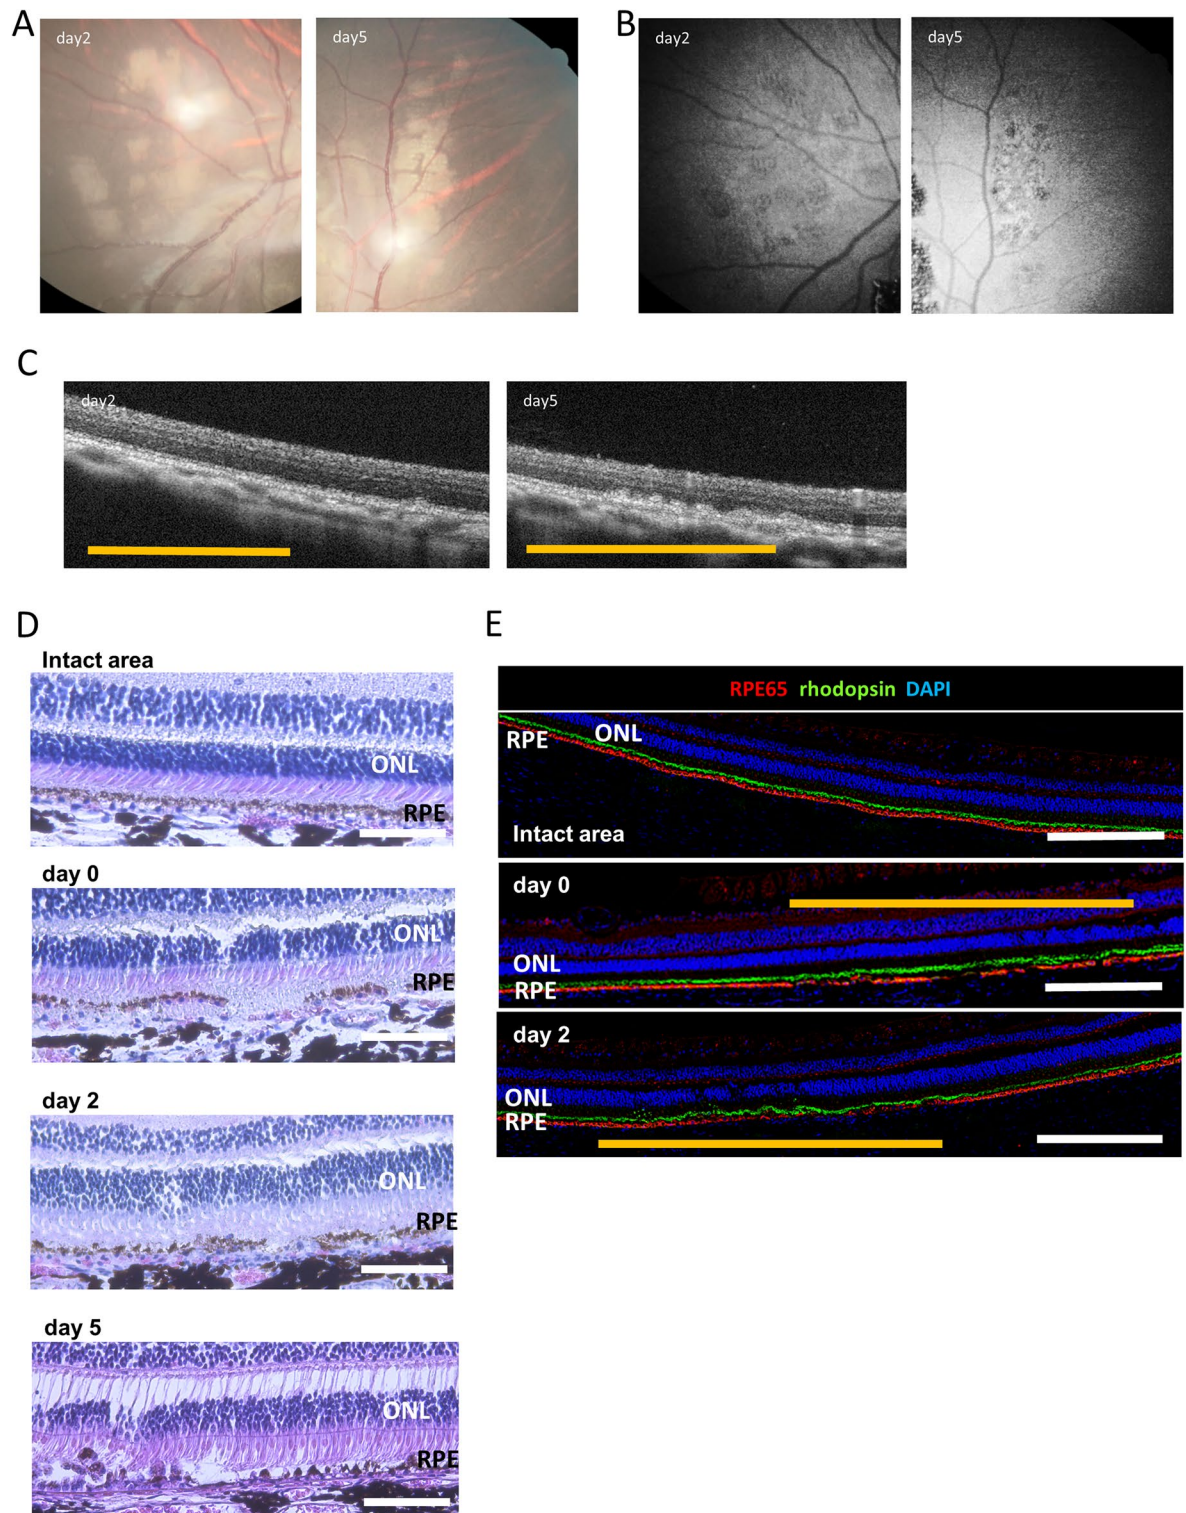 A
day2
day5
B
day2
day5
C
day2
day5
D
Intact area
ONL
RPE
day 0
ONL
RPE
day 2
ONL
RPE
day 5
ONL
RPE
E
RPE65 rhodopsin DAPI
RPE
ONL
Intact area
day 0
ONL
RPE
day 2
ONL
RPE